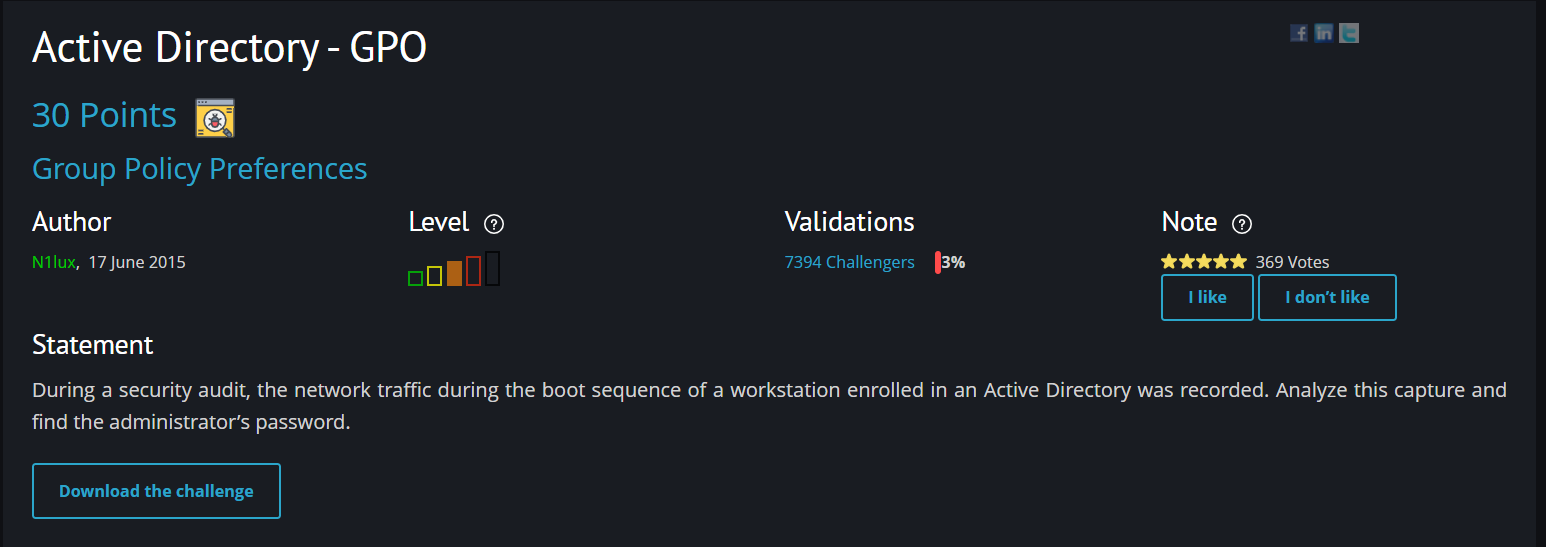 Active Directory - GPO
30 Points
Group Policy Preferences
Author
Level ?
Validations
Note ?
N1lux, 17 June 2015
7394 Challengers 3%
369 Votes
I like
I don’t like
Statement
During a security audit, the network traffic during the boot sequence of a workstation enrolled in an Active Directory was recorded. Analyze this capture and
find the administrator’s password.
Download the challenge